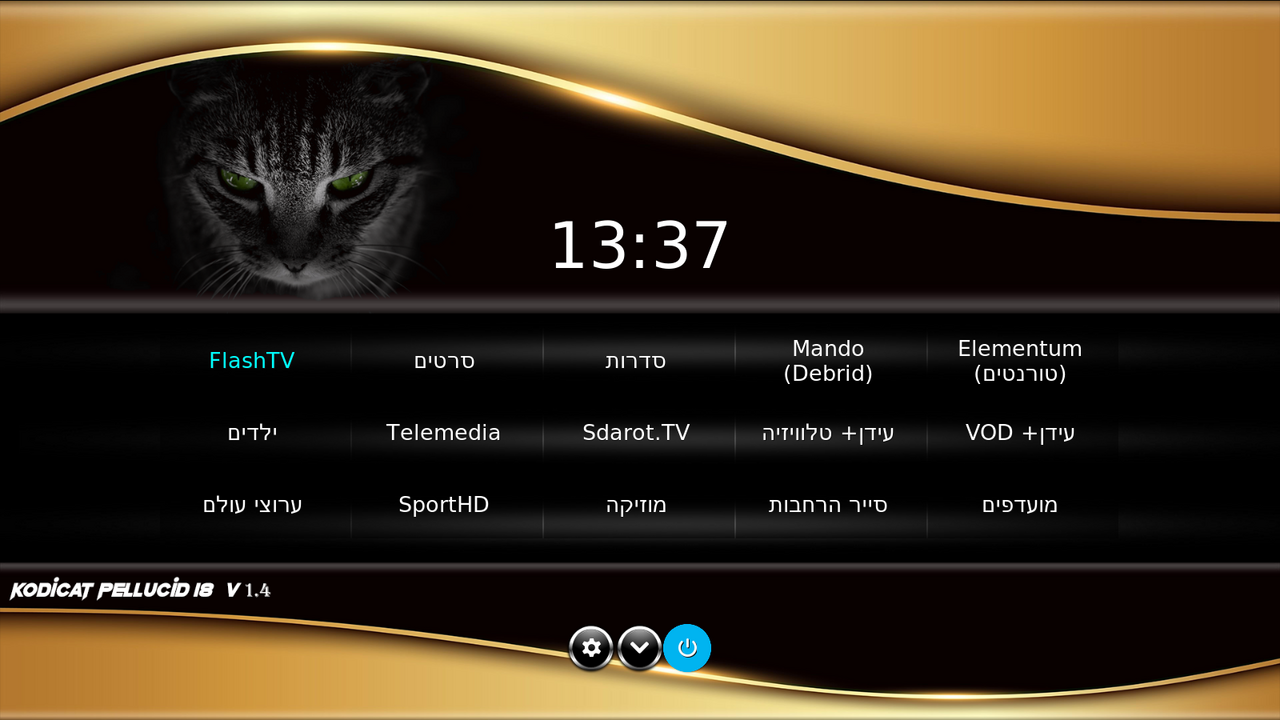 13:37
FlashTV
סרטים
סדרות
Mando
(Debrid)
Elementum
(טורנטים)
ילדים
Telemedia
Sdarot.TV
עידן+ טלוויזיה
עידן+ VOD
ערוצי עולם
SportHD
מוזיקה
סייר הרחבות
מועדפים
KODICAT PELLUCID 18 V 1.4